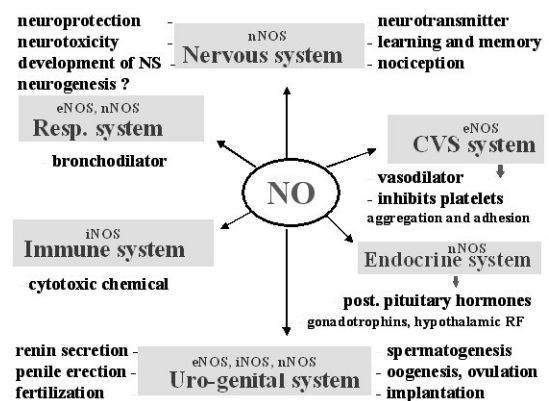 neuroprotection
neurotoxicity
development of NS
neurogenesis ?
nNOS
Nervous system
- neurotransmitter
- learning and memory
- nociception
eNOS, nNOS
Resp. system
bronchodilator
eNOS
CVS system
vasodilator
- inhibits platelets
aggregation and adhesion
NO
iNOS
Immune system
cytotoxic chemical
nNOS
Endocrine system
post. pituitary hormones
gonadotrophins, hypothalamic RF
renin secretion -
penile erection -
fertilization
eNOS, iNOS, nNOS
Uro-genital system
spermatogenesis
- oogenesis, ovulation
implantation